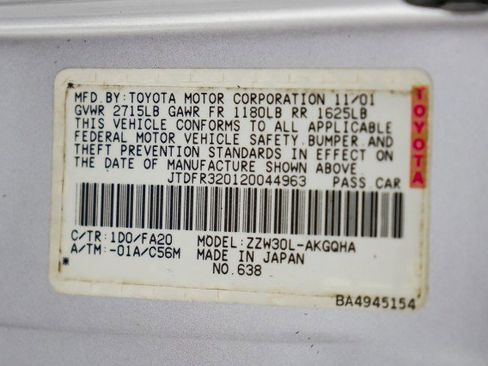 MFD.BY:TOYOTA MOTOR CORPORATION 11/01
GVWR 2715LB GAWR FR 1180LB RR 1625LB
THIS VEHICLE CONFORMS TO ALL APPLICABLE
FEDERAL MOTOR VEHICLE SAFETY,BUMPER AND
THEFT PREVENTION STANDARDS IN EFFECT ON
THE DATE OF MANUFACTURE SHOWN ABOVE.
JTDFR320120044963 PASS CAR
TOYOTA
C/TR:1D0/FA20 MODEL:ZZW30L-AKGQHA
A/TM:-01A/C56M MADE IN JAPAN
NO.638
BA4945154